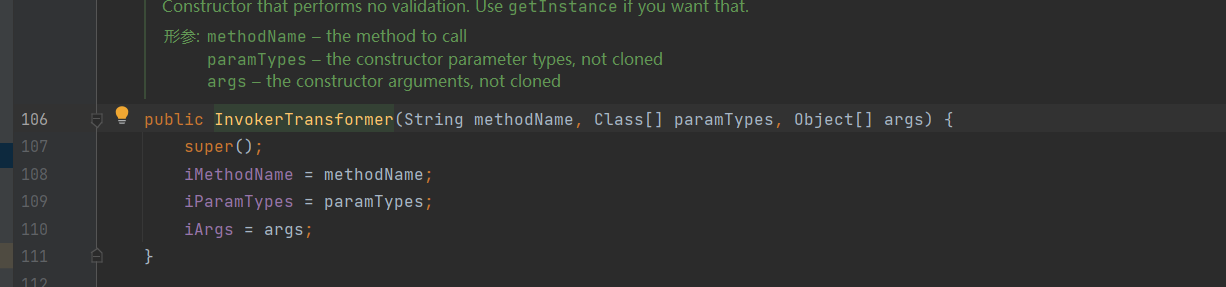 Constructor that performs no validation. Use getInstance if you want that.
形参: methodName – the method to call
paramTypes – the constructor parameter types, not cloned
args – the constructor arguments, not cloned
106 public InvokerTransformer(String methodName, Class[] paramTypes, Object[] args) {
107 super();
108 iMethodName = methodName;
109 iParamTypes = paramTypes;
110 iArgs = args;
111 }
112